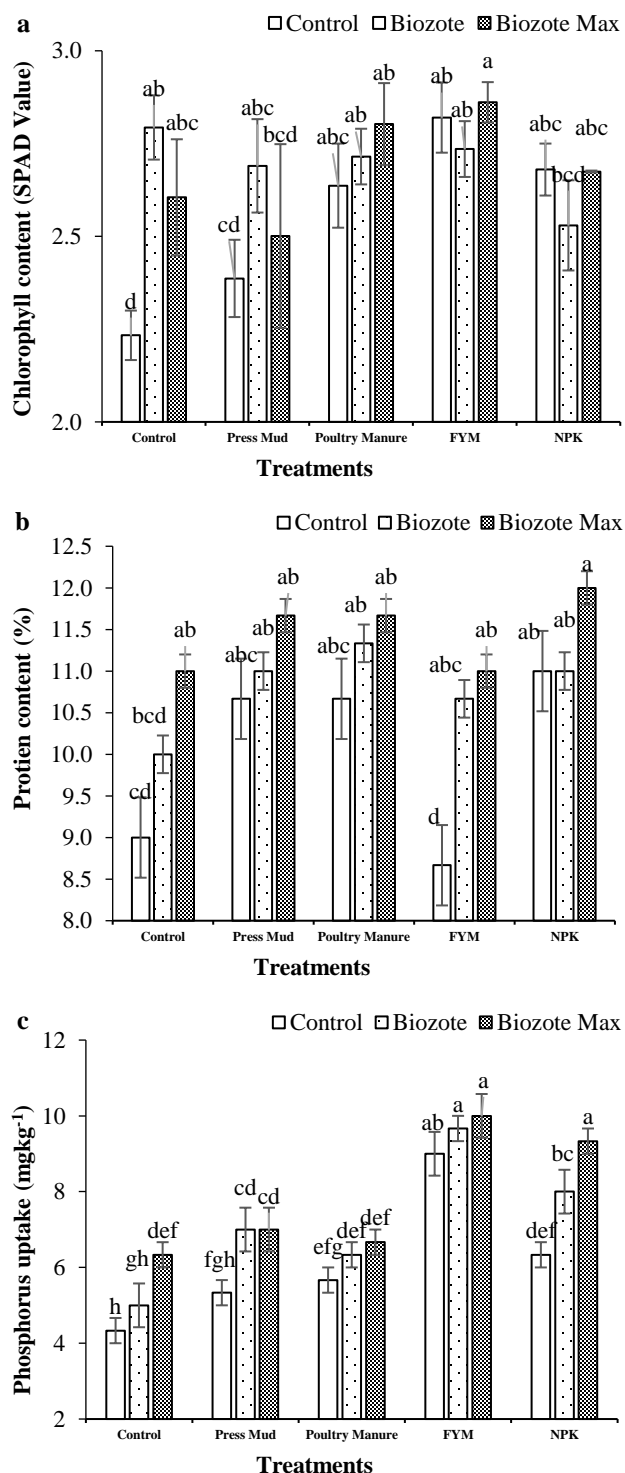 a
Control Biozote Biozote Max
Chlorophyll content (SPAD Value)
3.0
2.5
2.0
d ab abc
cd abc bcd
abc ab ab
a ab a
abc bcd abc
Control Press Mud Poultry Manure FYM NPK
Treatments
b
Control Biozote Biozote Max
Protien content (%)
12.5
12.0
11.5
11.0
10.5
10.0
9.5
9.0
8.5
8.0
cd bcd ab
abc ab ab
abc ab ab
d abc ab
ab ab a
Control Press Mud Poultry Manure FYM NPK
Treatments
c
Control Biozote Biozote Max
Phosphorus uptake (mgkg-1)
12
10
8
6
4
2
h gh def
fgh cd cd
efg def def
ab a a
def bc a
Control Press Mud Poultry Manure FYM NPK
Treatments